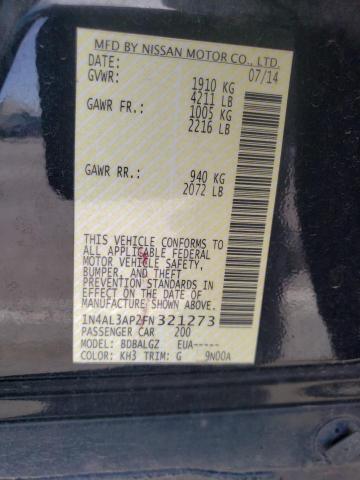 MFD BY NISSAN MOTOR CO., LTD.
DATE: 07/14
GVWR: 1910 KG
4211 LB
GAWR FR.: 1005 KG
2216 LB
GAWR RR.: 940 KG
2072 LB
THIS VEHICLE CONFORMS TO
ALL APPLICABLE FEDERAL
MOTOR VEHICLE SAFETY,
BUMPER, AND THEFT
PREVENTION STANDARDS IN
EFFECT ON THE DATE OF
MANUFACTURE SHOWN ABOVE.
1N4AL3AP2FN321273
PASSENGER CAR 200
MODEL: BDBALGZ EUA-----
COLOR: KH3 TRIM: G 9N00A